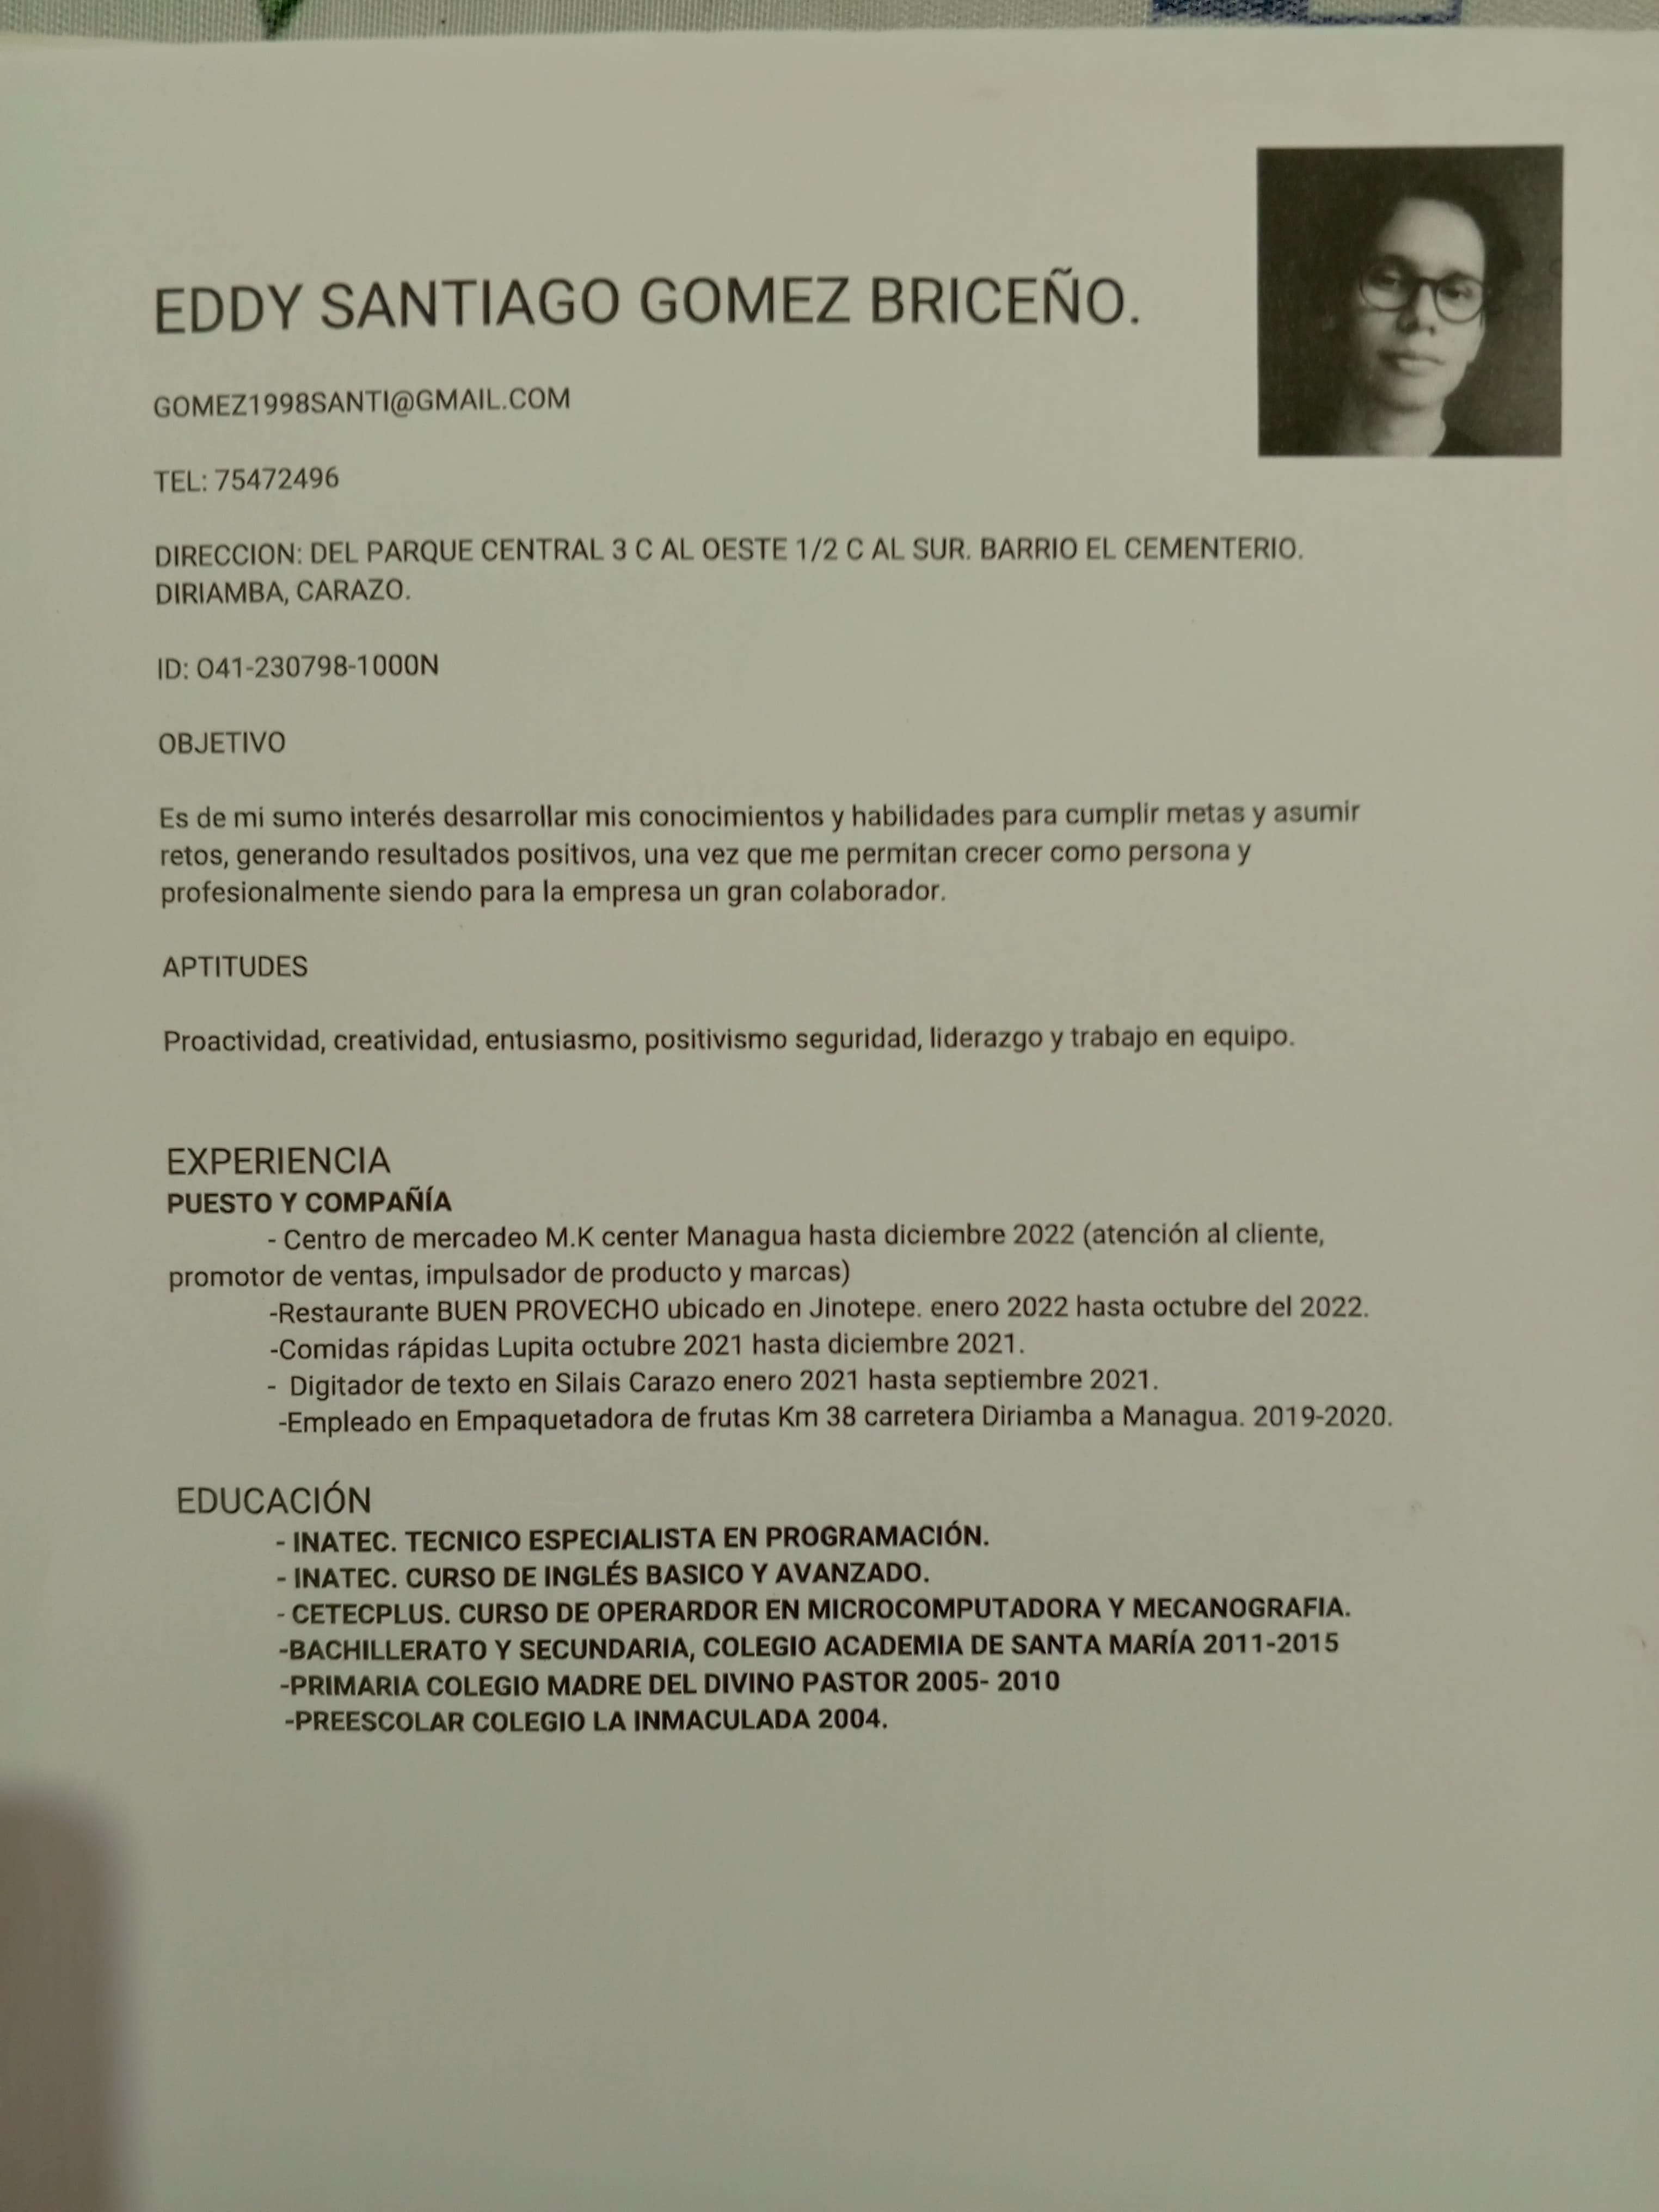 EDDY SANTIAGO GOMEZ BRICEÑO.
GOMEZ1998SANTI@GMAIL.COM
TEL: 75472496
DIRECCION: DEL PARQUE CENTRAL 3 C AL OESTE 1/2 C AL SUR. BARRIO EL CEMENTERIO.
DIRIAMBA, CARAZO.
ID: O41-230798-1000N
OBJETIVO
Es de mi sumo interés desarrollar mis conocimientos y habilidades para cumplir metas y asumir
retos, generando resultados positivos, una vez que me permitan crecer como persona y
profesionalmente siendo para la empresa un gran colaborador.
APTITUDES
Proactividad, creatividad, entusiasmo, positivismo seguridad, liderazgo y trabajo en equipo.
EXPERIENCIA
PUESTO Y COMPAÑÍA
- Centro de mercadeo M.K center Managua hasta diciembre 2022 (atención al cliente,
promotor de ventas, impulsador de producto y marcas)
-Restaurante BUEN PROVECHO ubicado en Jinotepe. enero 2022 hasta octubre del 2022.
-Comidas rápidas Lupita octubre 2021 hasta diciembre 2021.
- Digitador de texto en Silais Carazo enero 2021 hasta septiembre 2021.
-Empleado en Empaquetadora de frutas Km 38 carretera Diriamba a Managua. 2019-2020.
EDUCACIÓN
- INATEC. TECNICO ESPECIALISTA EN PROGRAMACIÓN.
- INATEC. CURSO DE INGLÉS BASICO Y AVANZADO.
- CETECPLUS. CURSO DE OPERARDOR EN MICROCOMPUTADORA Y MECANOGRAFIA.
-BACHILLERATO Y SECUNDARIA, COLEGIO ACADEMIA DE SANTA MARÍA 2011-2015
-PRIMARIA COLEGIO MADRE DEL DIVINO PASTOR 2005- 2010
-PREESCOLAR COLEGIO LA INMACULADA 2004.